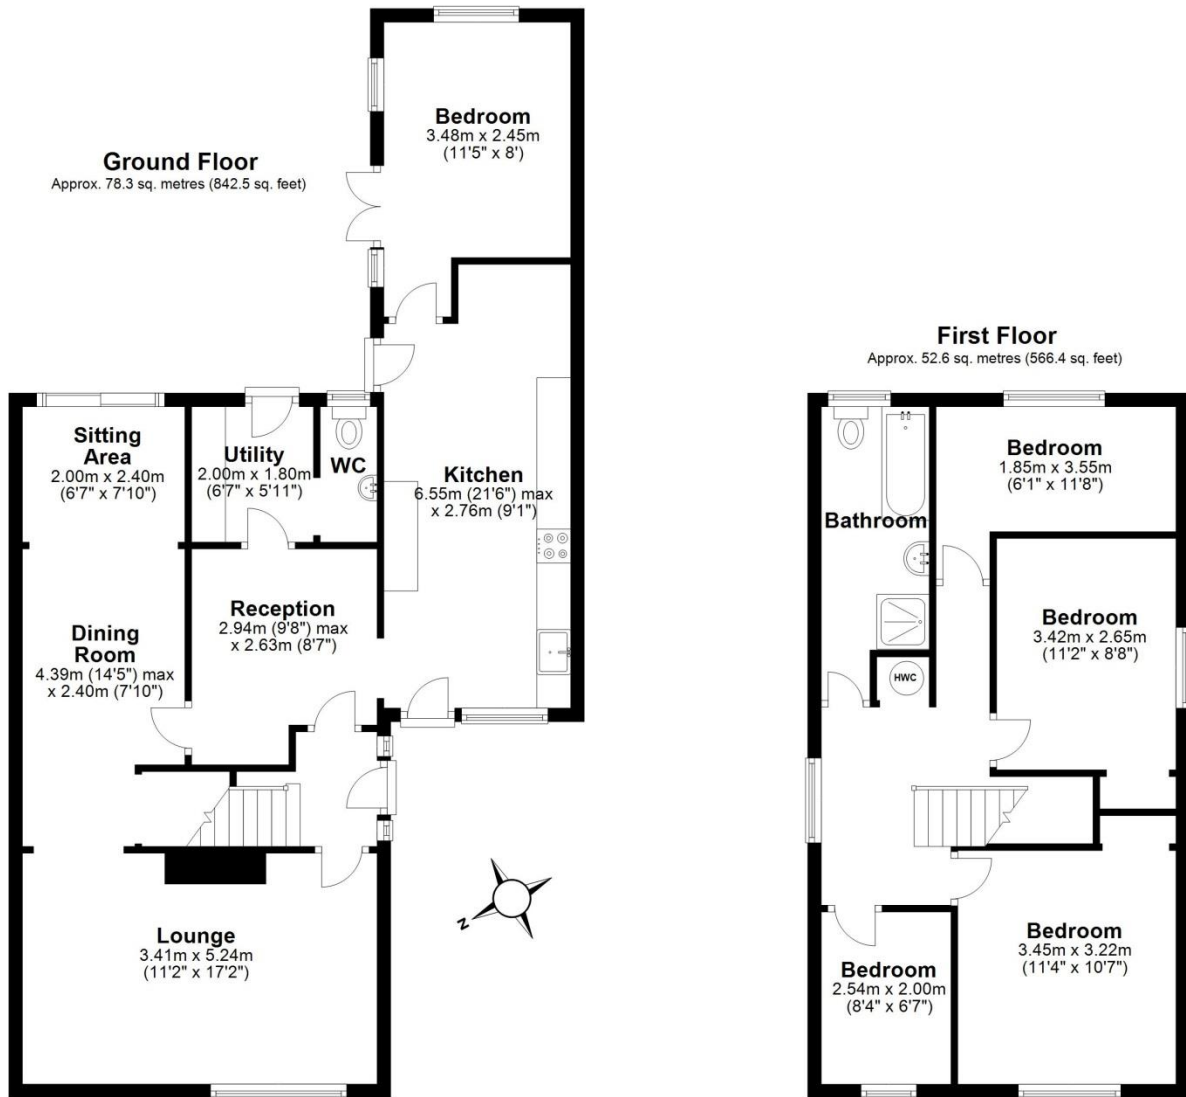 Ground Floor
Approx. 78.3 sq. metres (842.5 sq. feet)
Bedroom
3.48m x 2.45m
(11'5" x 8')
Sitting
Area
2.00m x 2.40m
(6'7" x 7'10")
Utility
2.00m x 1.80m
(6'7" x 5'11")
WC
Kitchen
6.55m (21'6") max
x 2.76m (9'1")
Reception
2.94m (9'8") max
x 2.63m (8'7")
Dining
Room
4.39m (14'5") max
x 2.40m (7'10")
Lounge
3.41m x 5.24m
(11'2" x 17'2")
N
First Floor
Approx. 52.6 sq. metres (566.4 sq. feet)
Bedroom
1.85m x 3.55m
(6'1" x 11'8")
Bathroom
Bedroom
3.42m x 2.65m
(11'2" x 8'8")
HWC
Bedroom
3.45m x 3.22m
(11'4" x 10'7")
Bedroom
2.54m x 2.00m
(8'4" x 6'7")